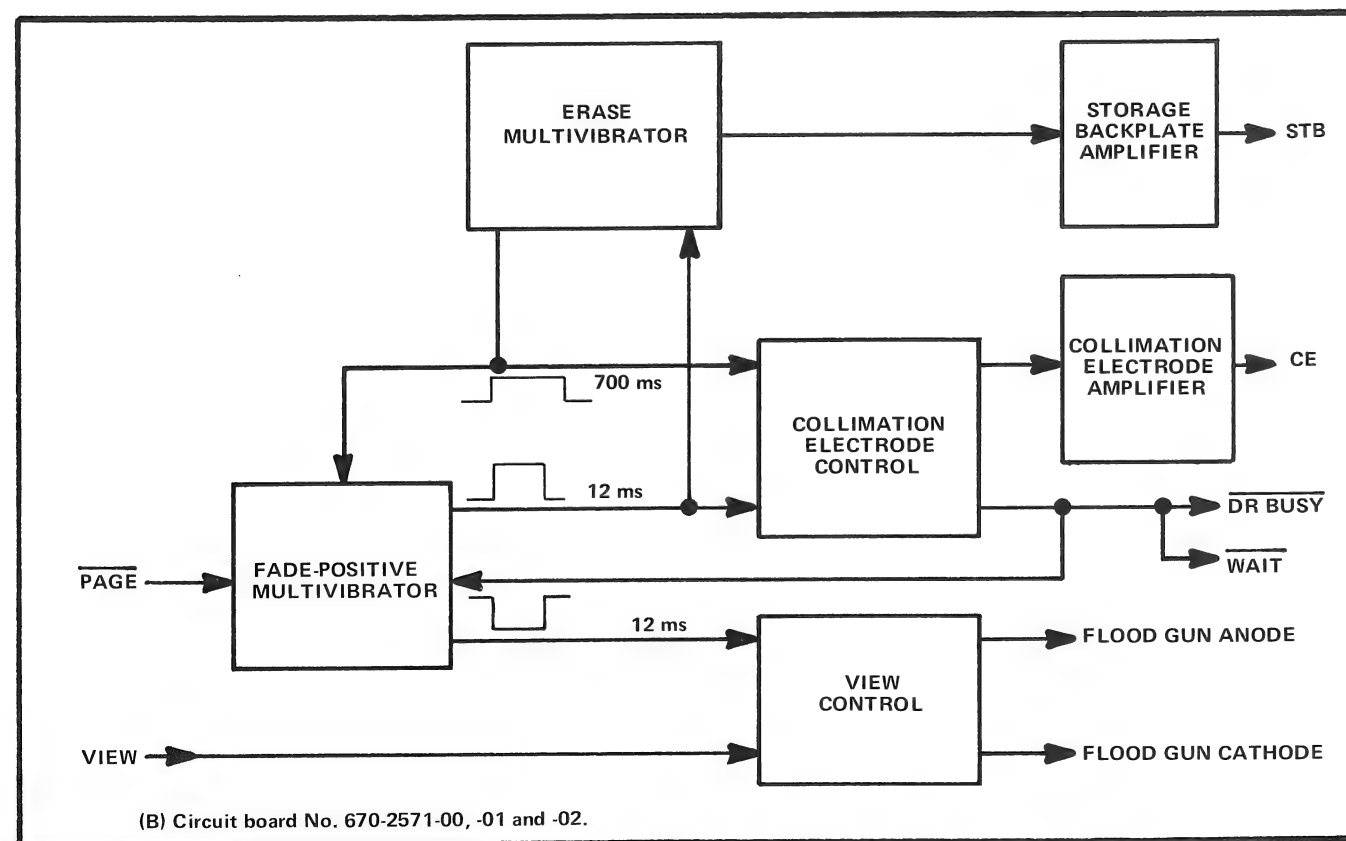 ERASE
MULTIVIBRATOR
STORAGE
BACKPLATE
AMPLIFIER
STB
700 ms
COLLIMATION
ELECTRODE
CONTROL
COLLIMATION
ELECTRODE
AMPLIFIER
CE
12 ms
DR BUSY
WAIT
PAGE
FADE-POSITIVE
MULTIVIBRATOR
12 ms
FLOOD GUN ANODE
VIEW
CONTROL
VIEW
FLOOD GUN CATHODE
(B) Circuit board No. 670-2571-00, -01 and -02.